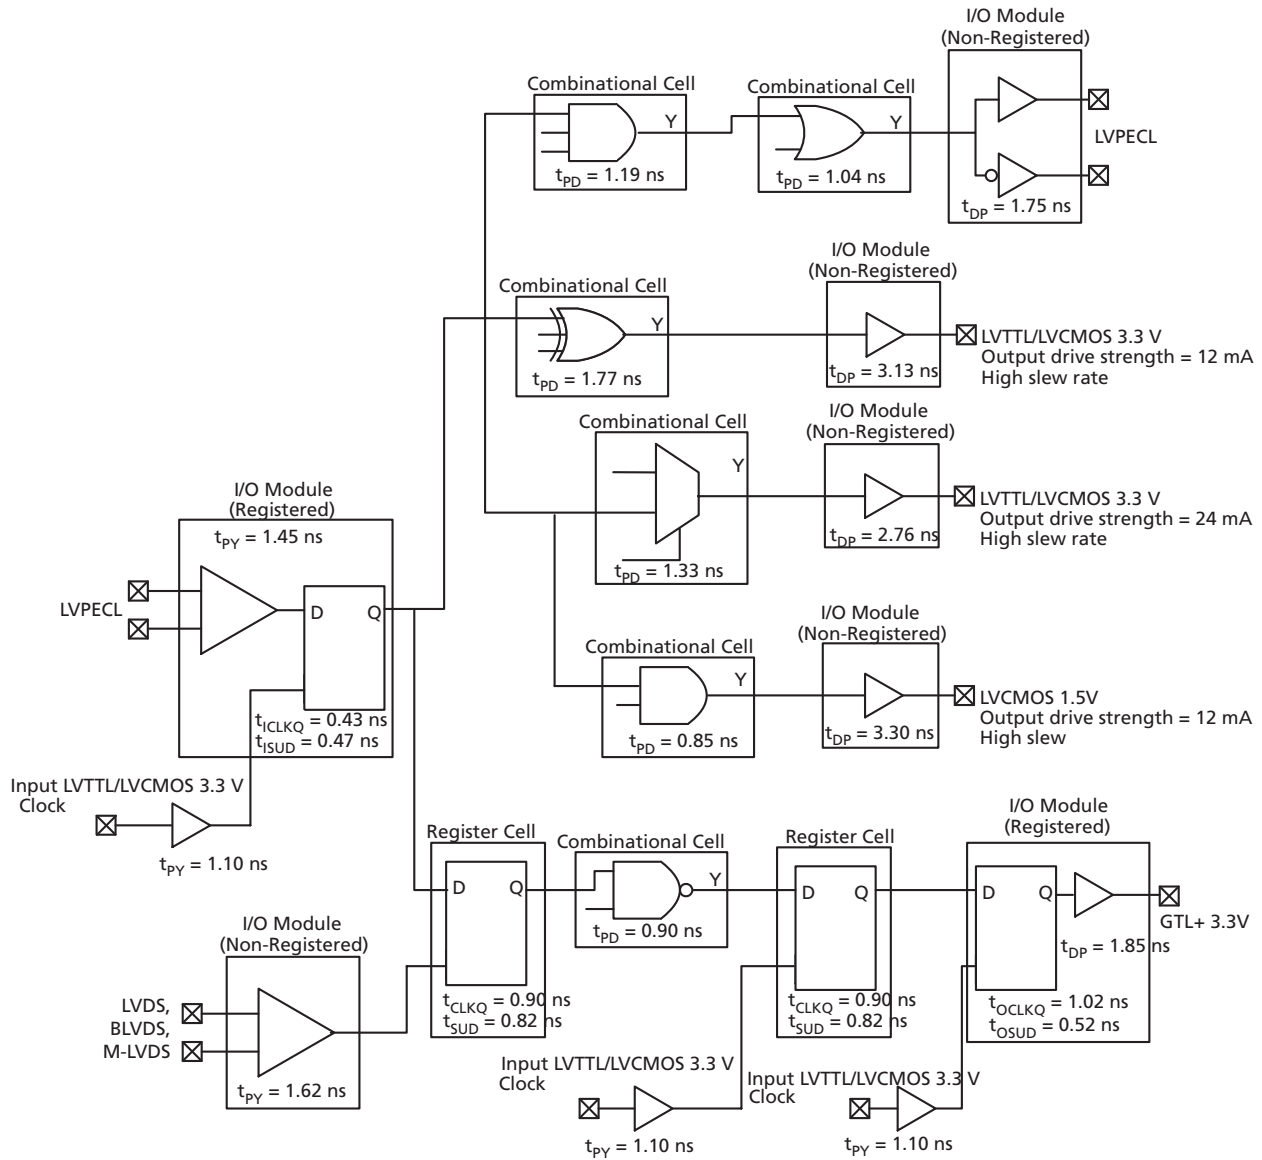 I/O Module
(Non-Registered)
Combinational Cell
Y
tPD = 1.19 ns
Combinational Cell
Y
tPD = 1.04 ns
LVPECL
tDP = 1.75 ns
I/O Module
(Non-Registered)
Combinational Cell
Y
tPD = 1.77 ns
tDP = 3.13 ns
LVTTL/LVCMOS 3.3 V
Output drive strength = 12 mA
High slew rate
I/O Module
(Non-Registered)
Combinational Cell
Y
tPD = 1.33 ns
tDP = 2.76 ns
LVTTL/LVCMOS 3.3 V
Output drive strength = 24 mA
High slew rate
I/O Module
(Registered)
tPY = 1.45 ns
LVPECL
D
Q
tICLKQ = 0.43 ns
tISUD = 0.47 ns
Input LVTTL/LVCMOS 3.3 V
Clock
tPY = 1.10 ns
I/O Module
(Non-Registered)
Combinational Cell
Y
tPD = 0.85 ns
tDP = 3.30 ns
LVCMOS 1.5V
Output drive strength = 12 mA
High slew
Register Cell
D
Q
tCLKQ = 0.90 ns
tSUD = 0.82 ns
Combinational Cell
Y
tPD = 0.90 ns
Register Cell
D
Q
tCLKQ = 0.90 ns
tSUD = 0.82 ns
I/O Module
(Registered)
D
Q
tDP = 1.85 ns
tOCLKQ = 1.02 ns
tOSUD = 0.52 ns
GTL+ 3.3V
I/O Module
(Non-Registered)
LVDS,
BLVDS,
M-LVDS
tPY = 1.62 ns
Input LVTTL/LVCMOS 3.3 V
Clock
tPY = 1.10 ns
Input LVTTL/LVCMOS 3.3 V
Clock
tPY = 1.10 ns